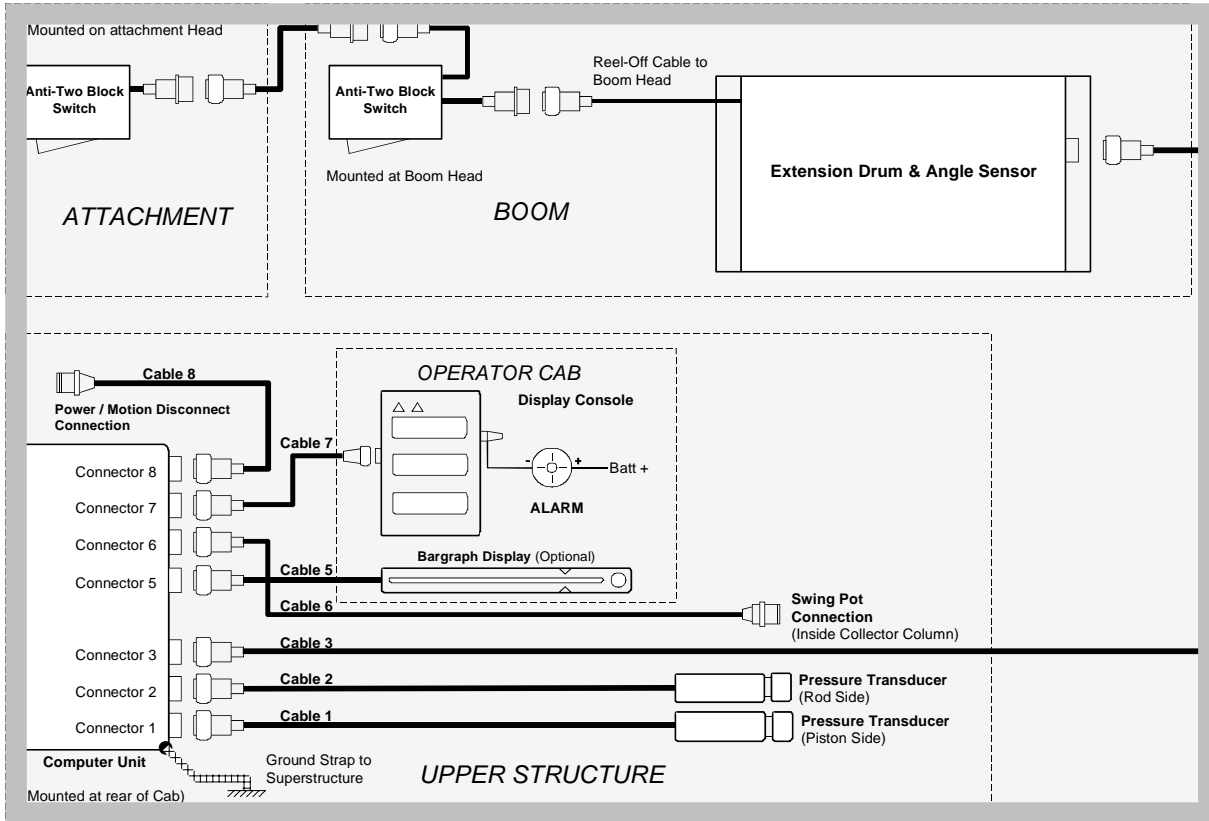 Mounted on attachment Head
Anti-Two Block
Switch
ATTACHMENT
Anti-Two Block
Switch
Mounted at Boom Head
BOOM
Reel-Off Cable to
Boom Head
Extension Drum & Angle Sensor
Cable 8
Power / Motion Disconnect
Connection
OPERATOR CAB
Display Console
Cable 7
- +
Batt +
ALARM
Connector 8
Connector 7
Connector 6
Connector 5
Connector 3
Connector 2
Connector 1
Bargraph Display (Optional)
Cable 5
Cable 6
Swing Pot
Connection
(Inside Collector Column)
Cable 3
Cable 2
Pressure Transducer
(Rod Side)
Cable 1
Pressure Transducer
(Piston Side)
Computer Unit
Mounted at rear of Cab)
Ground Strap to
Superstructure
UPPER STRUCTURE